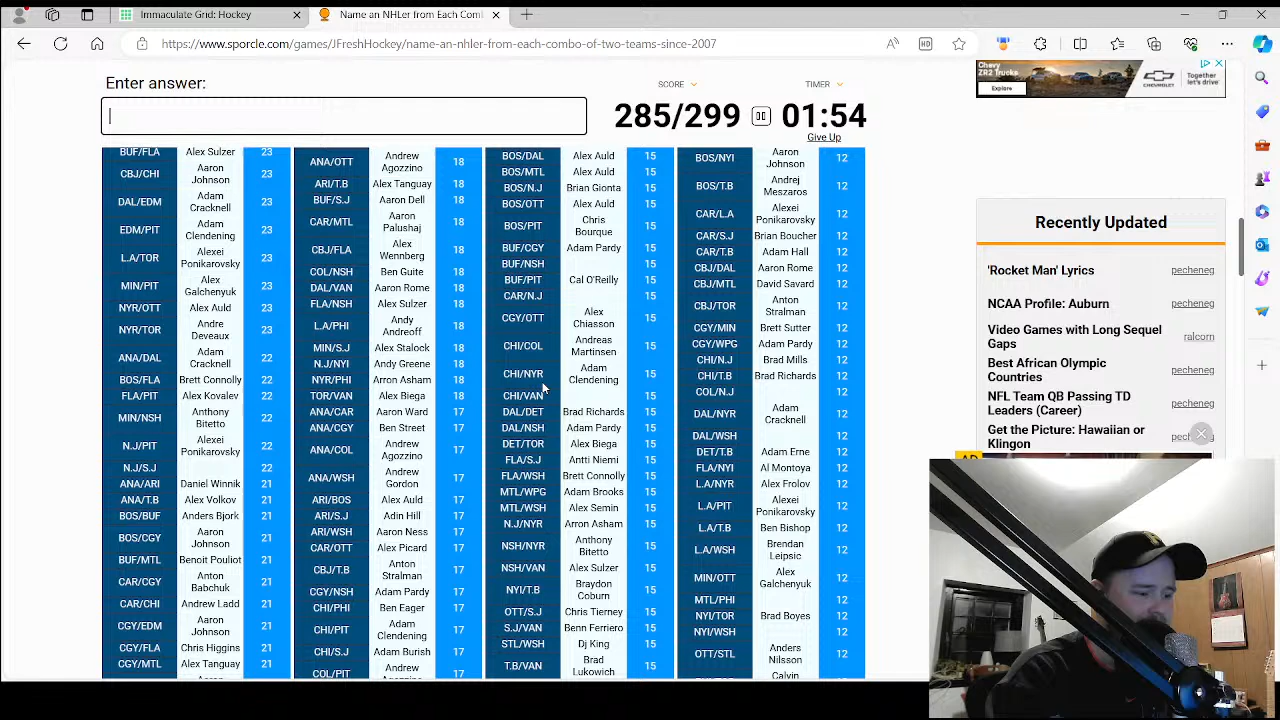 Immaculate Grid: Hockey
Name an NHLer from Each Com
https://www.sporcle.com/games/JFreshHockey/name-an-nhler-from-each-combo-of-two-teams-since-2007
Enter answer:
SCORE
TIMER
285/299
01:54
Give Up
BUF/FLA Alex Sulzer 23
CBJ/CHI Aaron Johnson 23
DAL/EDM Adam Cracknell 23
EDM/PIT Adam Clendening 23
L.A/TOR Alexei Ponikarovsky 23
MIN/PIT Alex Galchenyuk 23
NYR/OTT Alex Auld 23
NYR/TOR Andre Deveaux 23
ANA/DAL Adam Cracknell 22
BOS/FLA Brett Connolly 22
FLA/PIT Alex Kovalev 22
MIN/NSH Anthony Bitetto 22
N.J/PIT Alexei Ponikarovsky 22
N.J/S.J 22
ANA/ARI Daniel Winnik 21
ANA/T.B Alex Volkov 21
BOS/BUF Anders Bjork 21
BOS/CGY Aaron Johnson 21
BUF/MTL Benoit Pouliot 21
CAR/CGY Anton Babchuk 21
CAR/CHI Andrew Ladd 21
CGY/EDM Aaron Johnson 21
CGY/FLA Chris Higgins 21
CGY/MTL Alex Tanguay 21
ANA/OTT Andrew Agozzino 18
ARI/T.B Alex Tanguay 18
BUF/S.J Aaron Dell 18
CAR/MTL Aaron Palushaj 18
CBJ/FLA Alex Wennberg 18
COL/NSH Ben Guite 18
DAL/VAN Aaron Rome 18
FLA/NSH Alex Sulzer 18
L.A/PHI Andy Andreoff 18
MIN/S.J Alex Stalock 18
N.J/NYI Andy Greene 18
NYR/PHI Arron Asham 18
TOR/VAN Alex Biega 18
ANA/CAR Aaron Ward 17
ANA/CGY Ben Street 17
ANA/COL Andrew Agozzino 17
ANA/WSH Andrew Gordon 17
ARI/BOS Alex Auld 17
ARI/S.J Adin Hill 17
ARI/WSH Aaron Ness 17
CAR/OTT Alex Picard 17
CBJ/T.B Anton Stralman 17
CGY/NSH Adam Pardy 17
CHI/PHI Ben Eager 17
CHI/PIT Adam Clendening 17
CHI/S.J Adam Burish 17
COL/PIT Andrew Agozzino 17
BOS/DAL Alex Auld 15
BOS/MTL Alex Auld 15
BOS/N.J Brian Gionta 15
BOS/OTT Alex Auld 15
BOS/PIT Chris Bourque 15
BUF/CGY Adam Pardy 15
BUF/NSH 15
BUF/PIT Cal O'Reilly 15
CAR/N.J 15
CGY/OTT Alex Chiasson 15
CHI/COL Andreas Martinsen 15
CHI/NYR Adam Clendening 15
CHI/VAN 15
DAL/DET Brad Richards 15
DAL/NSH Adam Pardy 15
DET/TOR Alex Biega 15
FLA/S.J Antti Niemi 15
FLA/WSH Brett Connolly 15
MTL/WPG Adam Brooks 15
MTL/WSH Alex Semin 15
N.J/NYR Arron Asham 15
NSH/NYR Anthony Bitetto 15
NSH/VAN Alex Sulzer 15
NYI/T.B Braydon Coburn 15
OTT/S.J Chris Tierney 15
S.J/VAN Benn Ferriero 15
STL/WSH Dj King 15
T.B/VAN Brad Lukowich 15
BOS/NYI Aaron Johnson 12
BOS/T.B Andrej Meszaros 12
CAR/L.A Alexei Ponikarovsky 12
CAR/S.J Brian Boucher 12
CAR/T.B Adam Hall 12
CBJ/DAL Aaron Rome 12
CBJ/MTL David Savard 12
CBJ/TOR Anton Stralman 12
CGY/MIN Brett Sutter 12
CGY/WPG Adam Pardy 12
CHI/N.J Brad Mills 12
CHI/T.B Brad Richards 12
COL/N.J 12
DAL/NYR Adam Cracknell 12
DAL/WSH 12
DET/T.B Adam Erne 12
FLA/NYI Al Montoya 12
L.A/NYR Alex Frolov 12
L.A/PIT Alexei Ponikarovsky 12
L.A/T.B Ben Bishop 12
L.A/WSH Brendan Leipsic 12
MIN/OTT Alex Galchenyuk 12
MTL/PHI 12
NYI/TOR Brad Boyes 12
NYI/WSH 12
OTT/STL Anders Nilsson 12
Calvin
Chevy
ZR2 Trucks
Explore
CHEVROLET
Together
let's drive
Recently Updated
'Rocket Man' Lyrics pecheneg
NCAA Profile: Auburn pecheneg
Video Games with Long Sequel Gaps ralcorn
Best African Olympic Countries pecheneg
NFL Team QB Passing TD Leaders (Career) pecheneg
Get the Picture: Hawaiian or Klingon
AD